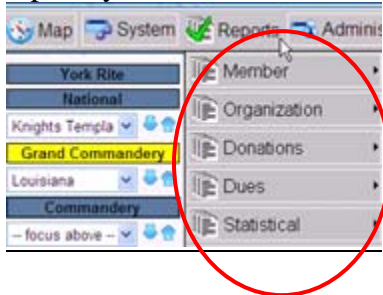 Map System Reports Adminis
York Rite
National
Knights Templa
Grand Commandery
Louisiana
Commandery
-- focus above --
Member
Organization
Donations
Dues
Statistical